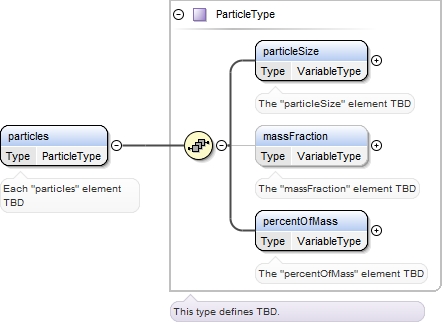 ParticleType
particleSize
Type VariableType
The "particleSize" element TBD
massFraction
Type VariableType
The "massFraction" element TBD
particles
Type ParticleType
Each "particles" element
TBD
percentOfMass
Type VariableType
The "percentOfMass" element TBD
This type defines TBD.